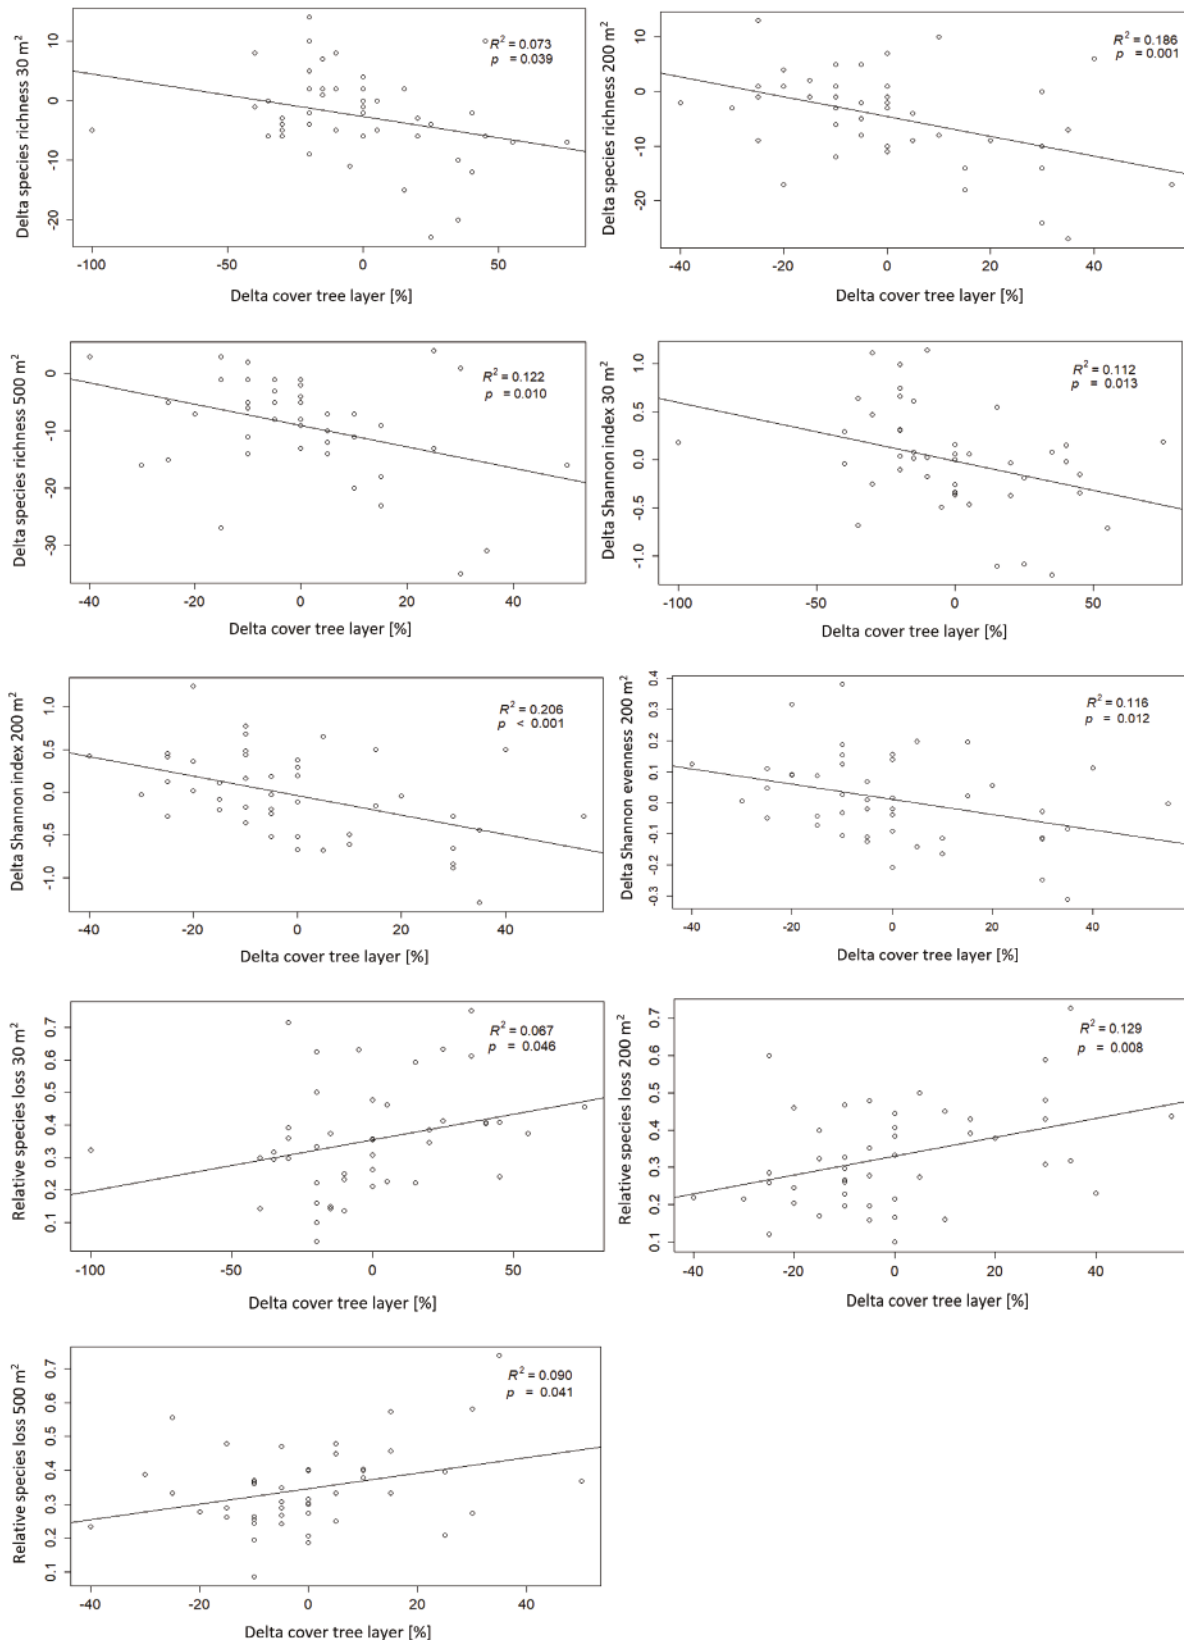 Delta species richness 30 m²
10
0
-10
-20
R² = 0.073
p = 0.039
-100 -50 0 50
Delta cover tree layer [%]
Delta species richness 200 m²
10
0
-10
-20
R² = 0.186
p = 0.001
-40 -20 0 20 40
Delta cover tree layer [%]
Delta species richness 500 m²
0
-10
-20
-30
R² = 0.122
p = 0.010
-40 -20 0 20 40
Delta cover tree layer [%]
Delta Shannon index 30 m²
1.0
0.5
0.0
-0.5
-1.0
R² = 0.112
p = 0.013
-100 -50 0 50
Delta cover tree layer [%]
Delta Shannon index 200 m²
1.0
0.5
0.0
-0.5
-1.0
R² = 0.206
p < 0.001
-40 -20 0 20 40
Delta cover tree layer [%]
Delta Shannon evenness 200 m²
0.4
0.3
0.2
0.1
0.0
-0.1
-0.2
-0.3
R² = 0.116
p = 0.012
-40 -20 0 20 40
Delta cover tree layer [%]
Relative species loss 30 m²
0.7
0.6
0.5
0.4
0.3
0.2
0.1
R² = 0.067
p = 0.046
-100 -50 0 50
Delta cover tree layer [%]
Relative species loss 200 m²
0.7
0.6
0.5
0.4
0.3
0.2
0.1
R² = 0.129
p = 0.008
-40 -20 0 20 40
Delta cover tree layer [%]
Relative species loss 500 m²
0.7
0.6
0.5
0.4
0.3
0.2
0.1
R² = 0.090
p = 0.041
-40 -20 0 20 40
Delta cover tree layer [%]